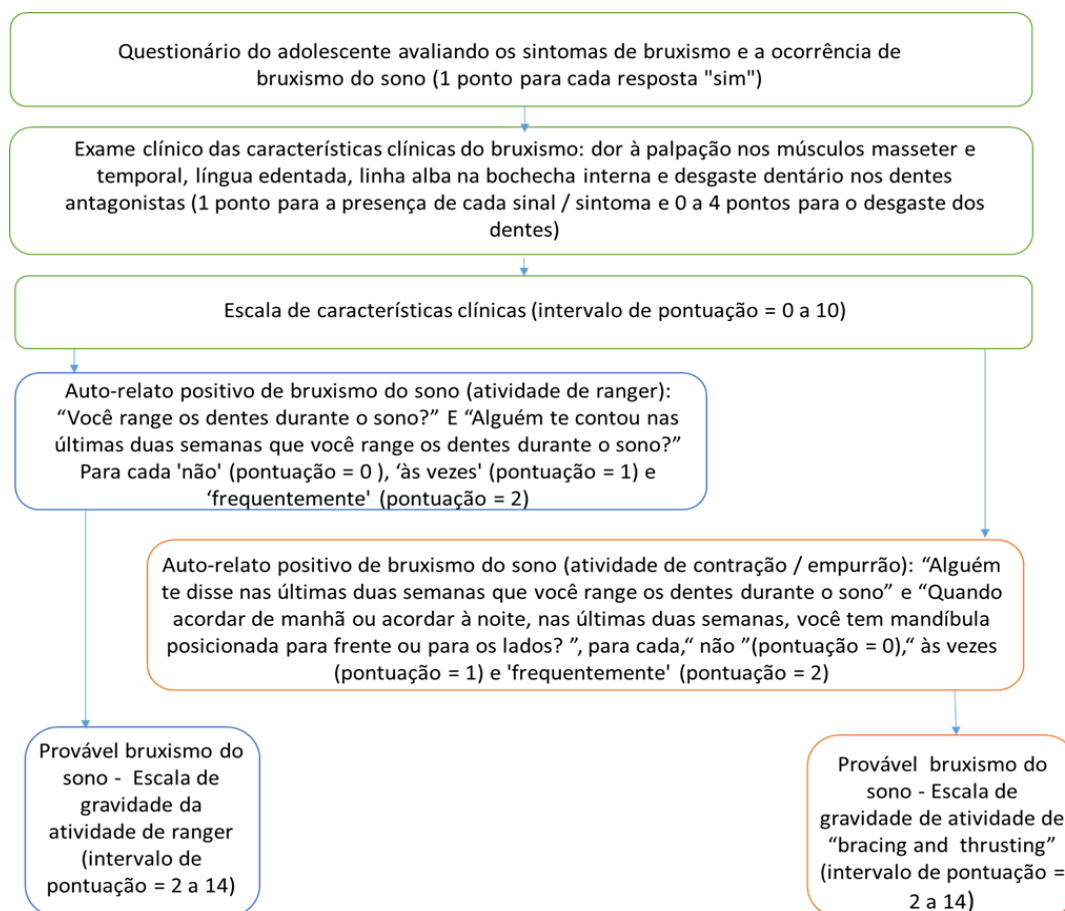 Questionário do adolescente avaliando os sintomas de bruxismo e a ocorrência de
bruxismo do sono (1 ponto para cada resposta "sim")
Exame clínico das características clínicas do bruxismo: dor à palpação nos músculos masseter e
temporal, língua edentada, linha alba na bochecha interna e desgaste dentário nos dentes
antagonistas (1 ponto para a presença de cada sinal / sintoma e 0 a 4 pontos para o desgaste dos
dentes)
Escala de características clínicas (intervalo de pontuação = 0 a 10)
Auto-relato positivo de bruxismo do sono (atividade de ranger):
“Você range os dentes durante o sono?” E “Alguém te contou nas
últimas duas semanas que você range os dentes durante o sono?”
Para cada 'não' (pontuação = 0 ), ‘às vezes' (pontuação = 1) e
‘frequentemente' (pontuação = 2)
Auto-relato positivo de bruxismo do sono (atividade de contração / empurrão): “Alguém
te disse nas últimas duas semanas que você range os dentes durante o sono” e “Quando
acordar de manhã ou acordar à noite, nas últimas duas semanas, você tem mandíbula
posicionada para frente ou para os lados? ”, para cada,“ não ”(pontuação = 0),“ às vezes
(pontuação = 1) e 'frequentemente' (pontuação = 2)
Provável bruxismo do
sono - Escala de
gravidade da
atividade de ranger
(intervalo de
pontuação = 2 a 14)
Provável bruxismo do
sono - Escala de
gravidade de atividade de
“bracing and thrusting”
(intervalo de pontuação =
2 a 14)